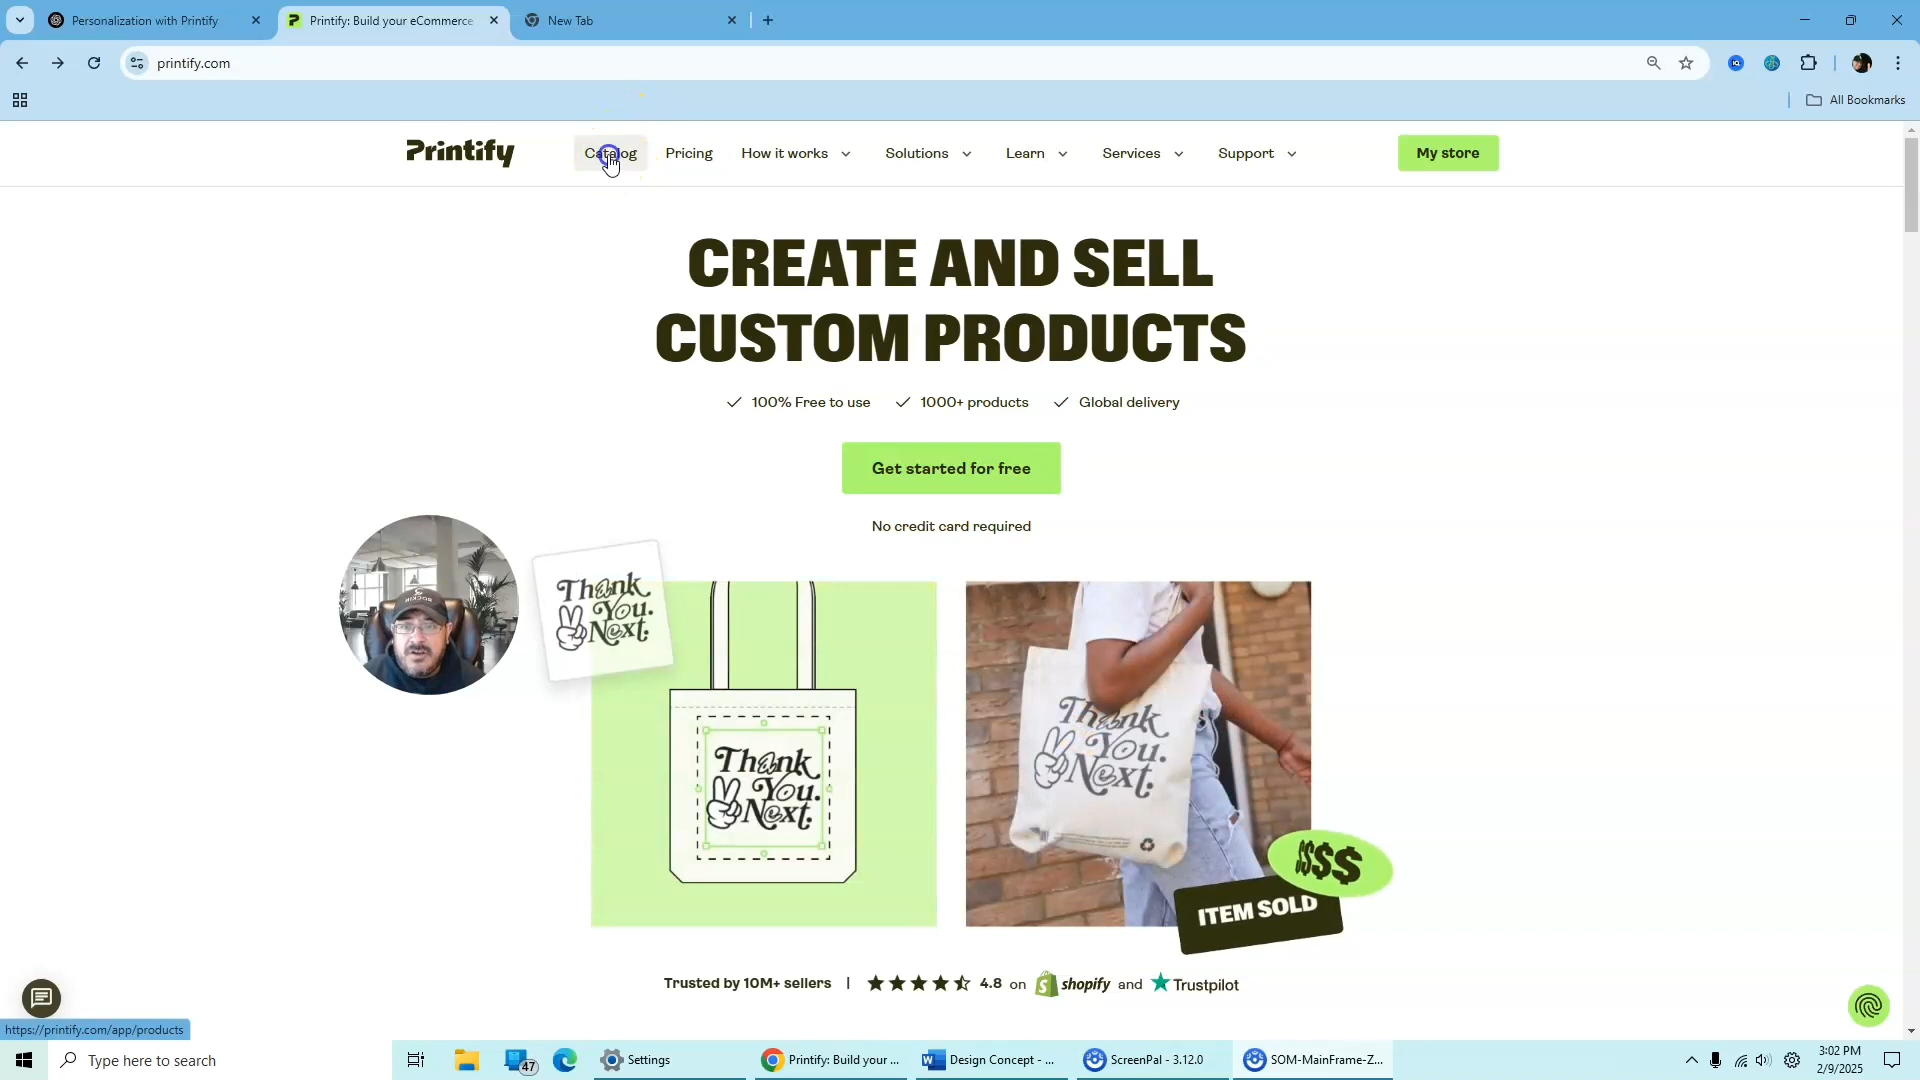 Personalization with Printify
Printify: Build your eCommerce
New Tab
printify.com
All Bookmarks
Printify
Catalog
Pricing
How it works
Solutions
Learn
Services
Support
My store
CREATE AND SELL
CUSTOM PRODUCTS
100% Free to use
1000+ products
Global delivery
Get started for free
No credit card required
Thank
You.
Next.
Thank
You.
Next.
Thank
You.
Next.
$$$$
ITEM SOLD
Trusted by 10M+ sellers | 4.8 on shopify and Trustpilot
https://printify.com/app/products
Type here to search
47
Settings
Printify: Build your ...
Design Concept - ...
ScreenPal - 3.12.0
SOM-MainFrame-Z...
3:02 PM
2/9/2025